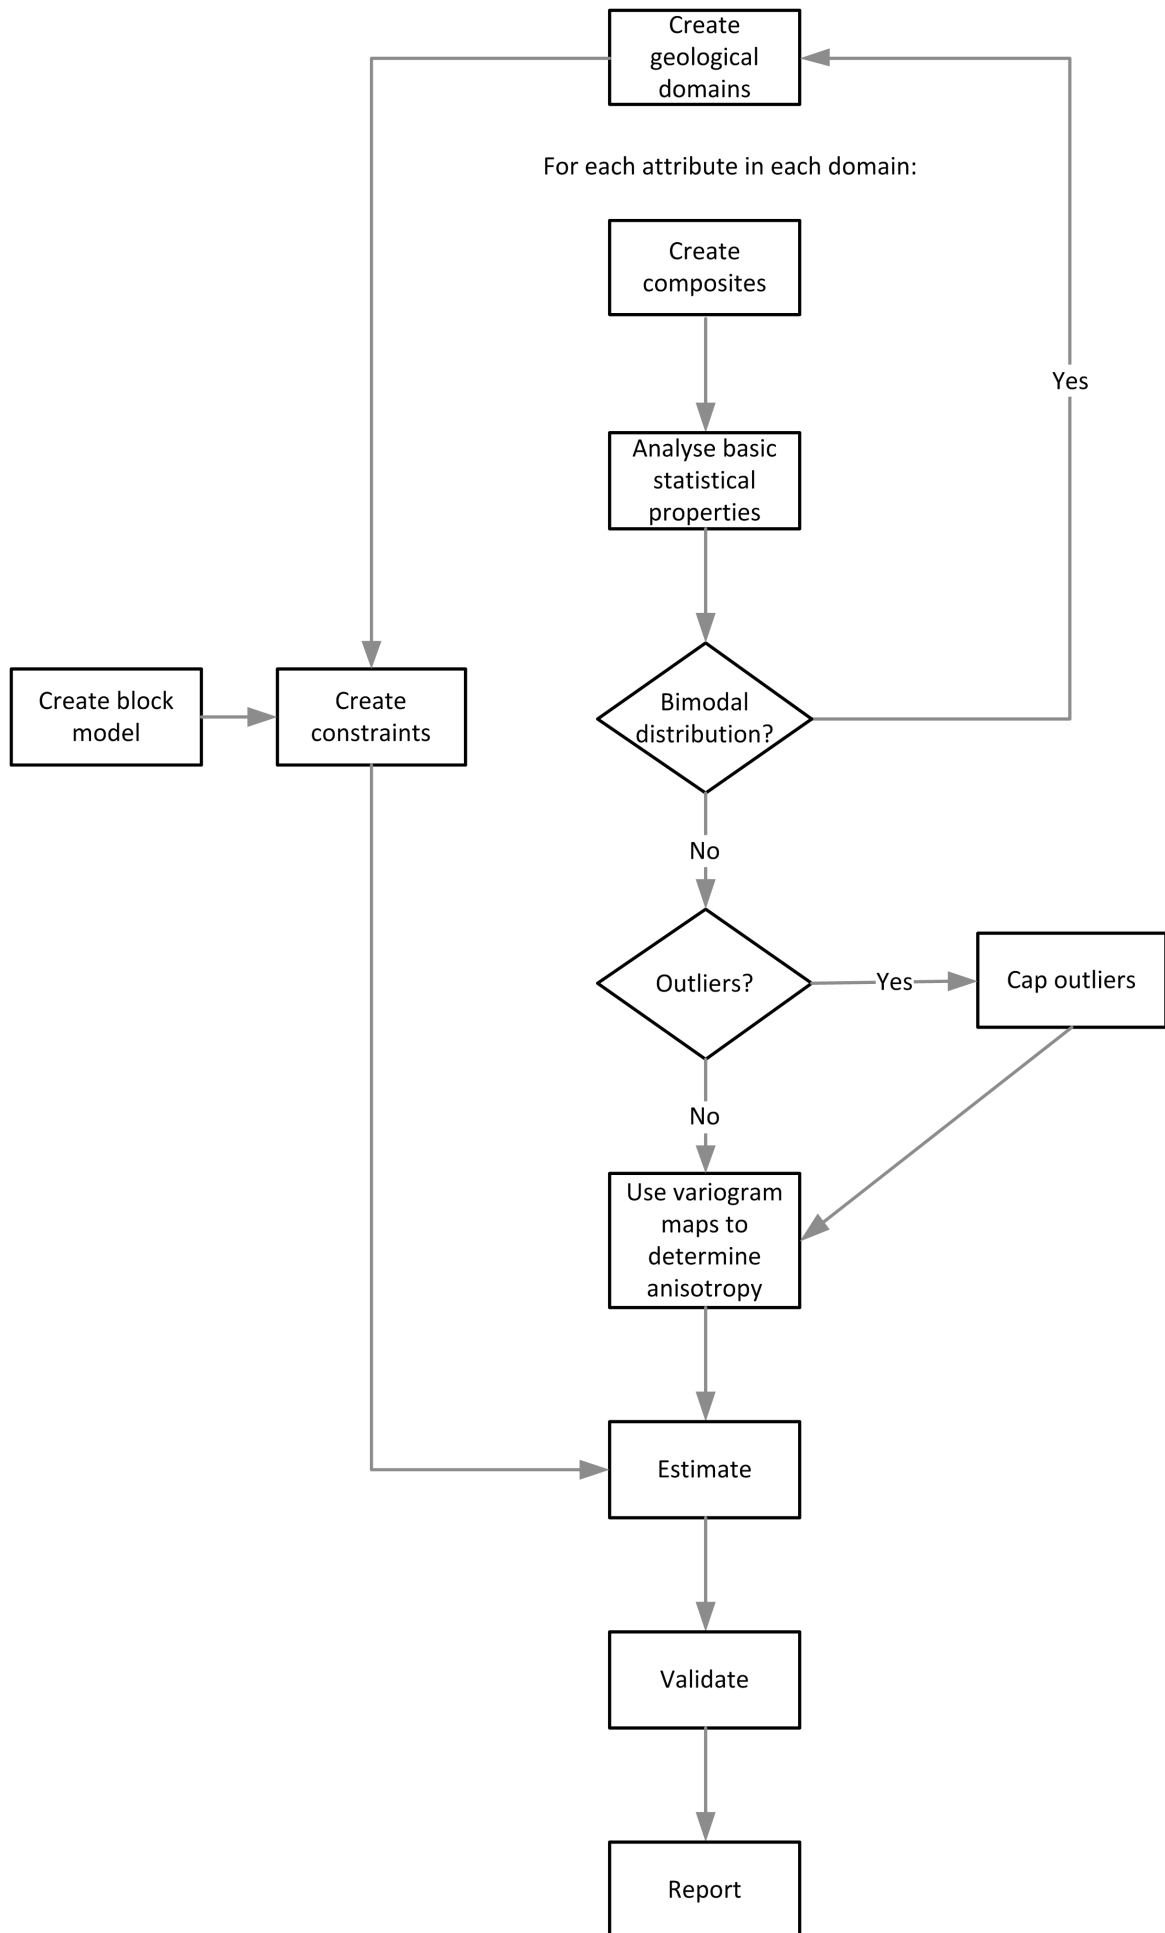 Create
geological
domains
For each attribute in each domain:
Create
composites
Yes
Analyse basic
statistical
properties
Create block
model
Create
constraints
Bimodal
distribution?
No
Outliers?
Yes
Cap outliers
No
Use variogram
maps to
determine
anisotropy
Estimate
Validate
Report